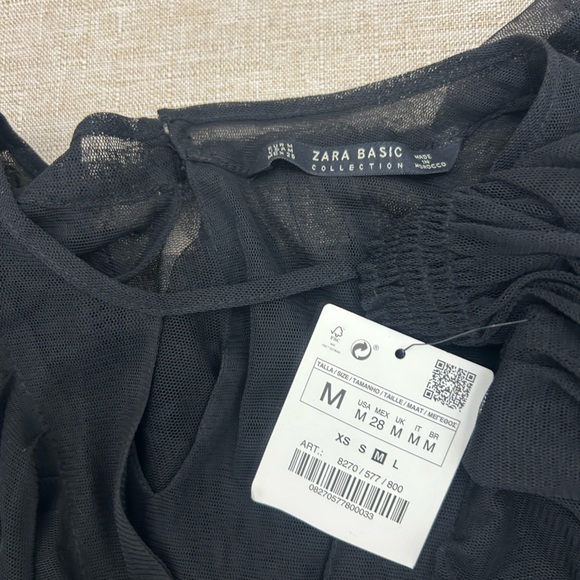 ZARA BASIC
COLLECTION
MADE
IN
MOROCCO
FSC
TALLA / SIZE / TAMANHO / TAILLE / MAAT / ΜΕΓΕΘΟΣ
M
USA MEX UK IT BR
M 28 M M M
XS S M L
ART.: 8270 / 577 / 800
08270577800033